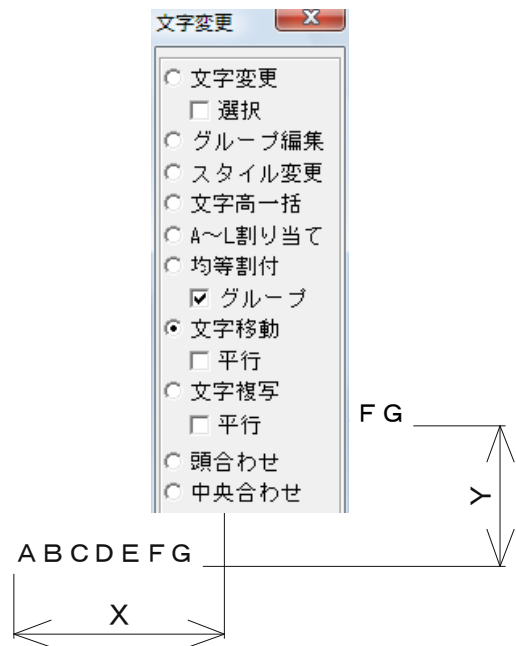 文字変更
文字変更
選択
グループ編集
スタイル変更
文字高一括
A～L割り当て
均等割付
グループ
文字移動
平行
文字複写
平行
頭合わせ
中央合わせ
FG
Y
ABCDEFG
X